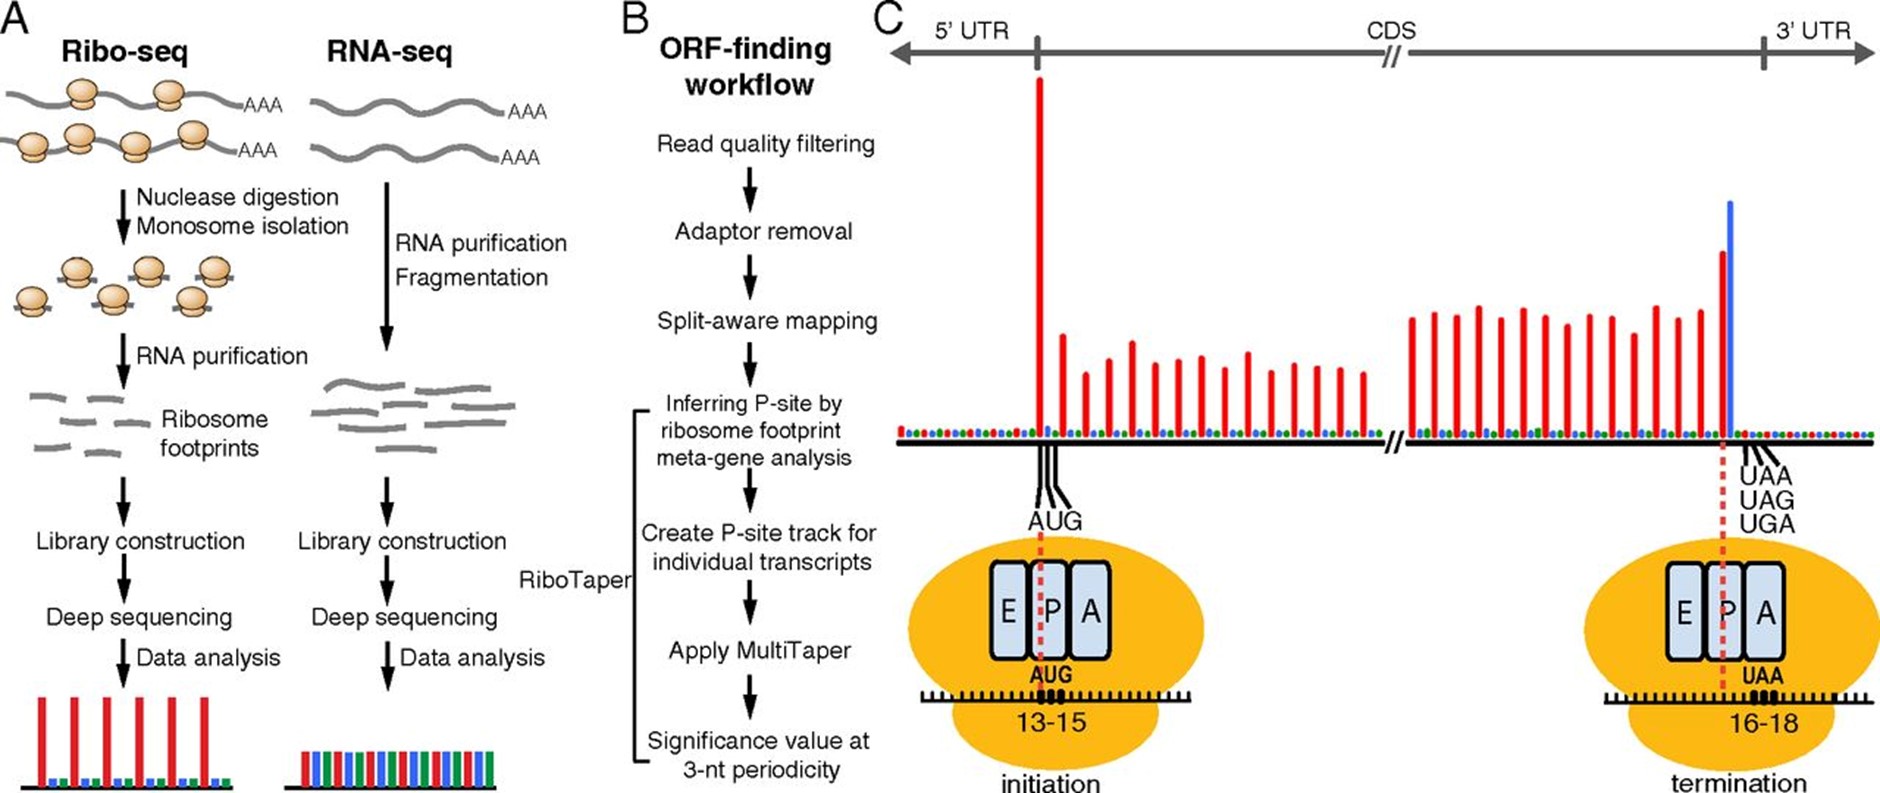 A
Ribo-seq
RNA-seq
AAA
AAA
AAA
AAA
Nuclease digestion
Monosome isolation
RNA purification
Fragmentation
RNA purification
Ribosome
footprints
Library construction
Library construction
Deep sequencing
Deep sequencing
Data analysis
Data analysis
B
ORF-finding
workflow
Read quality filtering
Adaptor removal
Split-aware mapping
Inferring P-site by
ribosome footprint
meta-gene analysis
Create P-site track for
individual transcripts
RiboTaper
Apply MultiTaper
Significance value at
3-nt periodicity
C
5' UTR
CDS
3' UTR
//
//
AUG
UAA
UAG
UGA
E P A
AUG
13-15
initiation
E P A
UAA
16-18
termination